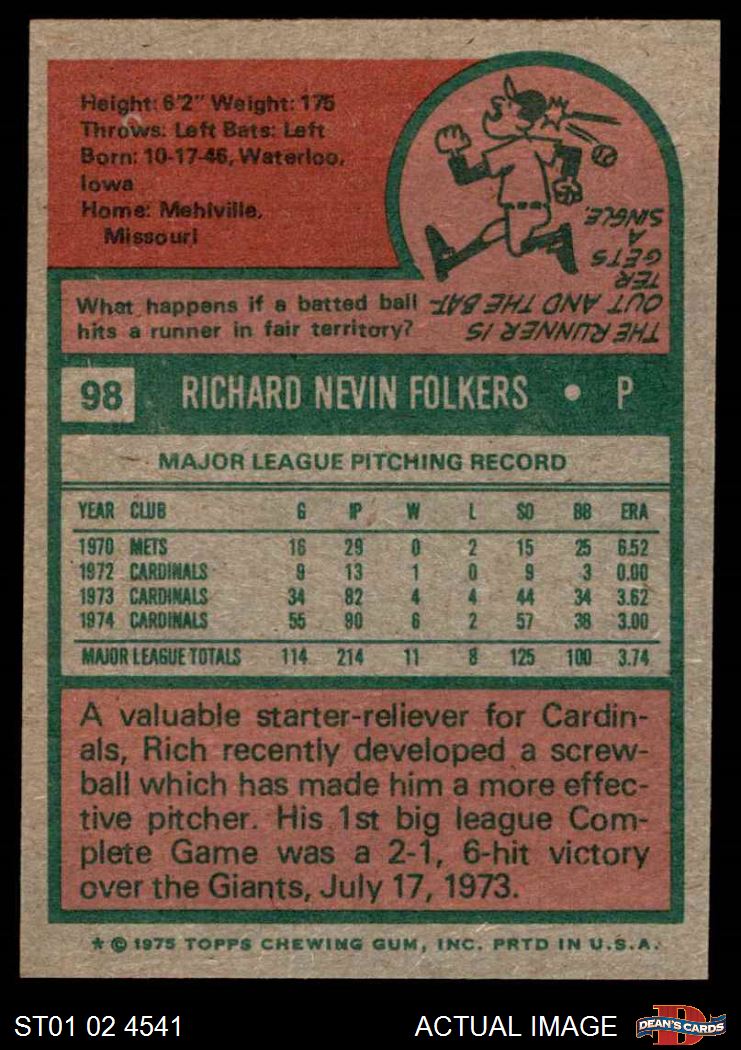 Height: 6'2" Weight: 175
Throws: Left Bats: Left
Born: 10-17-46, Waterloo,
Iowa
Home: Mehlville,
Missouri
What happens if a batted ball
hits a runner in fair territory?
THE RUNNER IS
OUT AND THE BAT-
TER
GETS
A
SINGLE.
98 RICHARD NEVIN FOLKERS • P
MAJOR LEAGUE PITCHING RECORD
YEAR CLUB G IP W L SO BB ERA
1970 METS 16 29 0 2 15 25 6.52
1972 CARDINALS 9 13 1 0 9 3 0.00
1973 CARDINALS 34 82 4 4 44 34 3.62
1974 CARDINALS 55 90 6 2 57 38 3.00
MAJOR LEAGUE TOTALS 114 214 11 8 125 100 3.74
A valuable starter-reliever for Cardin-
als, Rich recently developed a screw-
ball which has made him a more effec-
tive pitcher. His 1st big league Com-
plete Game was a 2-1, 6-hit victory
over the Giants, July 17, 1973.
* © 1975 TOPPS CHEWING GUM, INC. PRTD IN U.S.A.
ST01 02 4541 ACTUAL IMAGE D DEAN'S CARDS